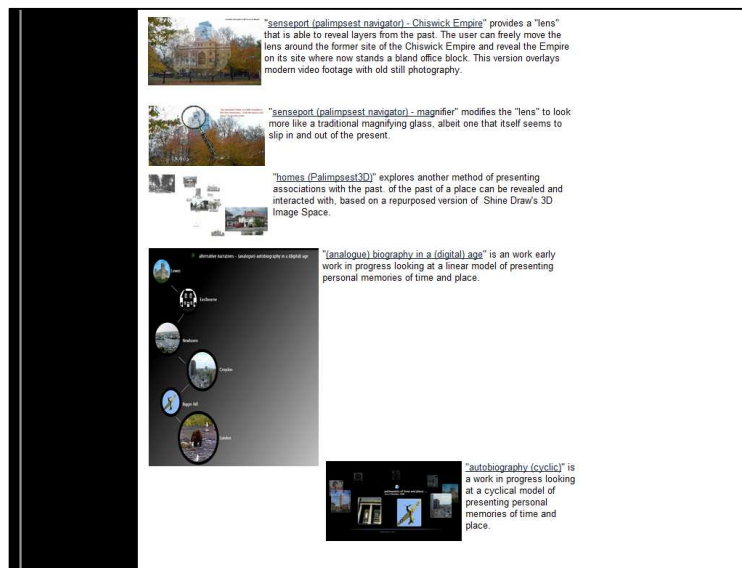 "senseport (palimpsest navigator) - Chiswick Empire" provides a "lens"
that is able to reveal layers from the past. The user can freely move the
lens around the former site of the Chiswick Empire and reveal the Empire
on its site where now stands a bland office block. This version overlays
modern video footage with old still photography.
"senseport (palimpsest navigator) - magnifier" modifies the "lens" to look
more like a traditional magnifying glass, albeit one that itself seems to
slip in and out of the present.
"homes (Palimpsest3D)" explores another method of presenting
associations with the past. of the past of a place can be revealed and
interacted with, based on a repurposed version of Shine Draw's 3D
Image Space.
"(analogue) biography in a (digital) age" is an work early
work in progress looking at a linear model of presenting
personal memories of time and place.
alternative narratives - (analogue) autobiography in a (digital) age
Eastbourne
Newhaven
Croydon
London
"autobiography (cyclic)" is
a work in progress looking
at a cyclical model of
presenting personal
memories of time and
place.